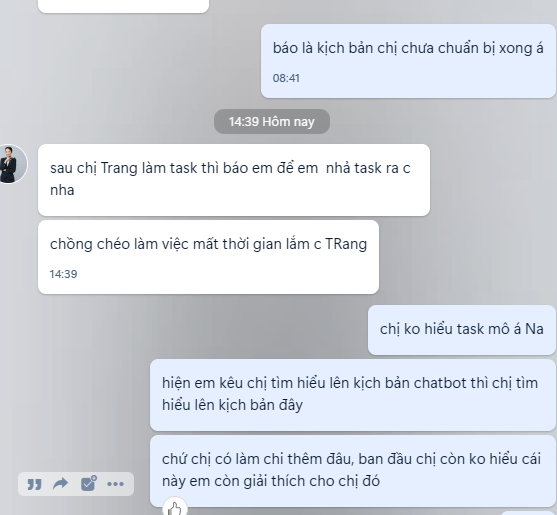 báo là kịch bản chị chưa chuẩn bị xong á
08:41
14:39 Hôm nay
sau chị Trang làm task thì báo em để em nhả task ra c
nha
chồng chéo làm việc mất thời gian lắm c TRang
14:39
chị ko hiểu task mô á Na
hiện em kêu chị tìm hiểu lên kịch bản chatbot thì chị tìm
hiểu lên kịch bản đây
chứ chị có làm chi thêm đâu, ban đầu chị còn ko hiểu cái
này em còn giải thích cho chị đó